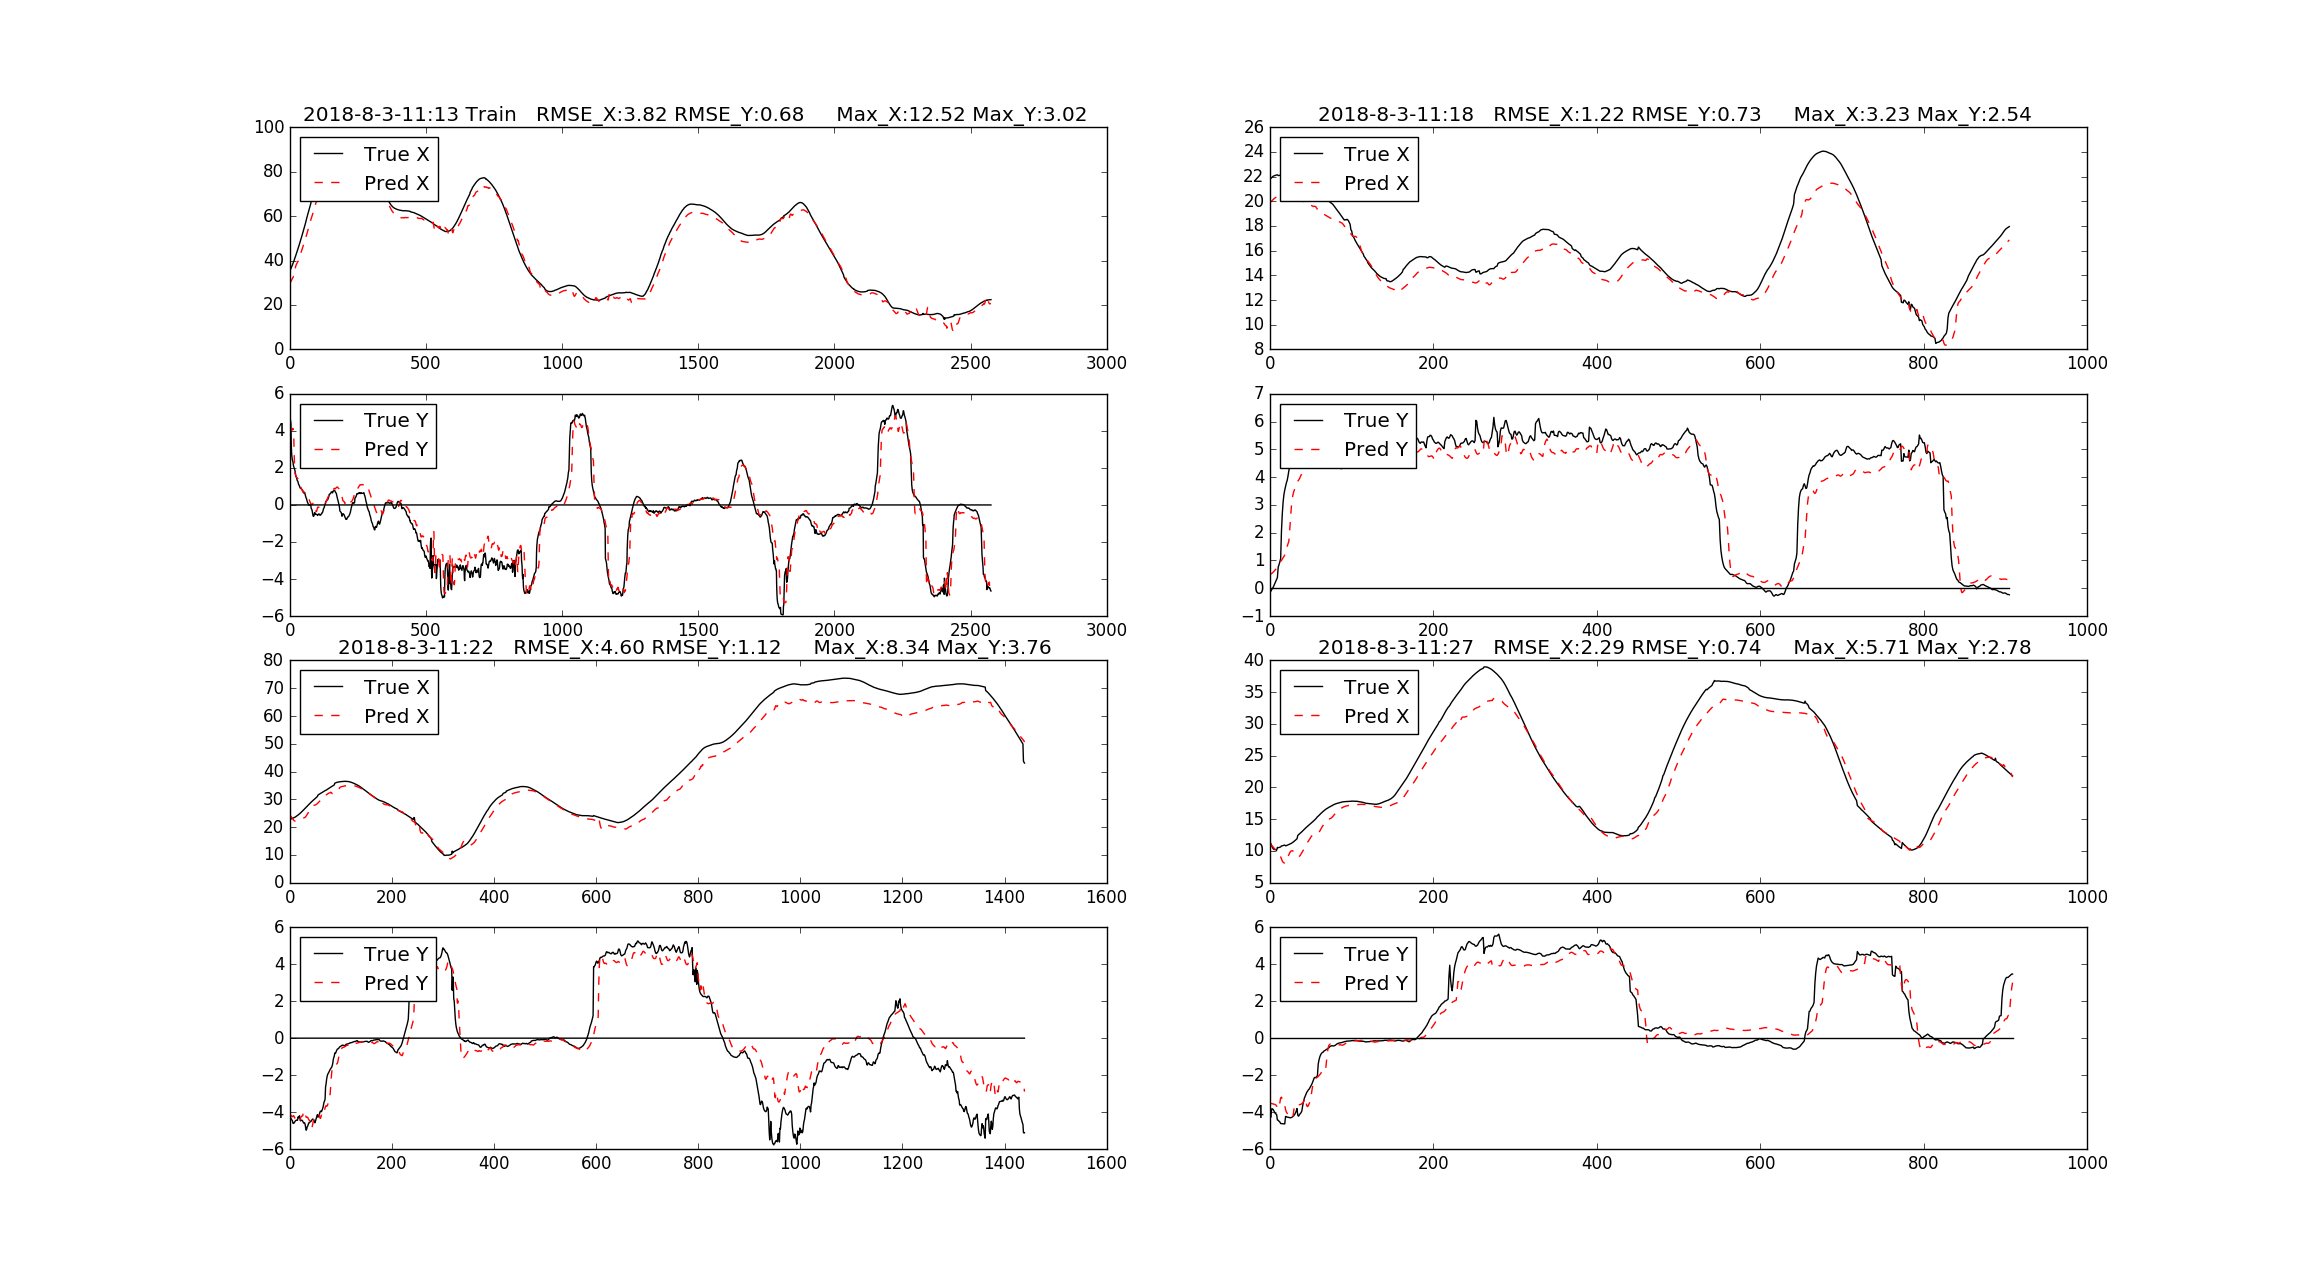 2018-8-3-11:13 Train RMSE_X:3.82 RMSE_Y:0.68 Max_X:12.52 Max_Y:3.02
100
80
60
40
20
0
True X
Pred X
0 500 1000 1500 2000 2500 3000
6
4
2
0
−2
−4
−6
True Y
Pred Y
0 500 1000 1500 2000 2500 3000
2018-8-3-11:18 RMSE_X:1.22 RMSE_Y:0.73 Max_X:3.23 Max_Y:2.54
26
24
22
20
18
16
14
12
10
8
True X
Pred X
0 200 400 600 800 1000
7
6
5
4
3
2
1
0
−1
True Y
Pred Y
0 200 400 600 800 1000
2018-8-3-11:22 RMSE_X:4.60 RMSE_Y:1.12 Max_X:8.34 Max_Y:3.76
80
70
60
50
40
30
20
10
0
True X
Pred X
0 200 400 600 800 1000 1200 1400 1600
6
4
2
0
−2
−4
−6
True Y
Pred Y
0 200 400 600 800 1000 1200 1400 1600
2018-8-3-11:27 RMSE_X:2.29 RMSE_Y:0.74 Max_X:5.71 Max_Y:2.78
40
35
30
25
20
15
10
5
True X
Pred X
0 200 400 600 800 1000
6
4
2
0
−2
−4
−6
True Y
Pred Y
0 200 400 600 800 1000